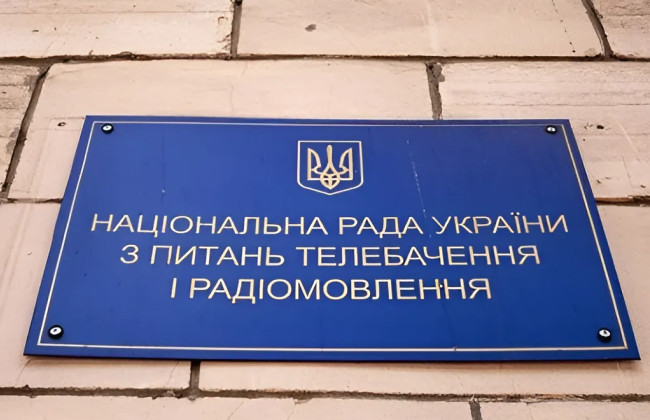 НАЦІОНАЛЬНА РАДА УКРАЇНИ
З ПИТАНЬ ТЕЛЕБАЧЕННЯ
І РАДІОМОВЛЕННЯ